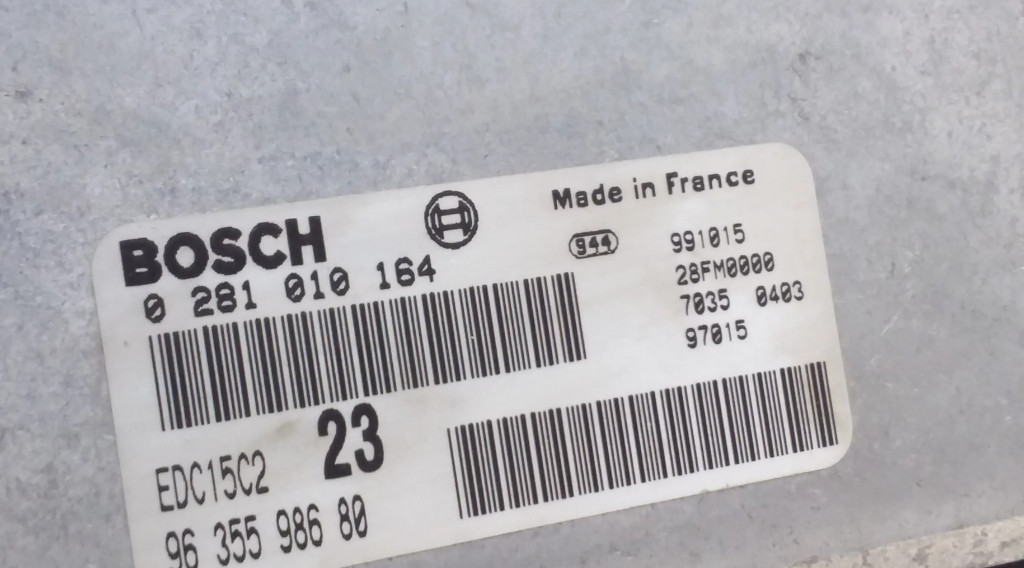 BOSCH
Made in France
0 281 010 164
944
991015
28FM0000
7035 0403
97015
23
EDC15C2
96 355 986 80